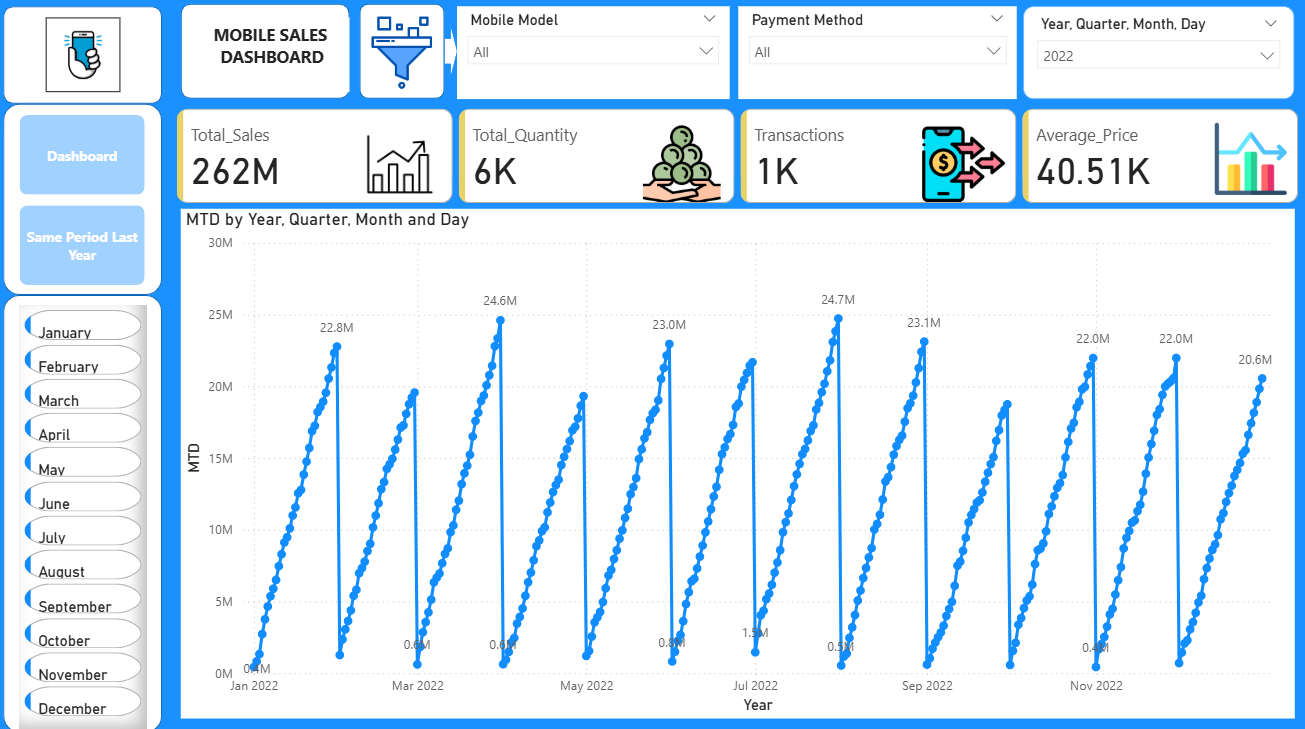 MOBILE SALES
DASHBOARD
Mobile Model
All
Payment Method
All
Year, Quarter, Month, Day
2022
Dashboard
Same Period Last
Year
January
February
March
April
May
June
July
August
September
October
November
December
Total_Sales
262M
Total_Quantity
6K
Transactions
1K
Average_Price
40.51K
MTD by Year, Quarter, Month and Day
30M
25M
20M
15M
10M
5M
0M
MTD
22.8M
24.6M
23.0M
24.7M
23.1M
22.0M
22.0M
20.6M
0.4M
0.6M
0.6M
0.8M
1.5M
0.5M
0.4M
Jan 2022
Mar 2022
May 2022
Jul 2022
Sep 2022
Nov 2022
Year